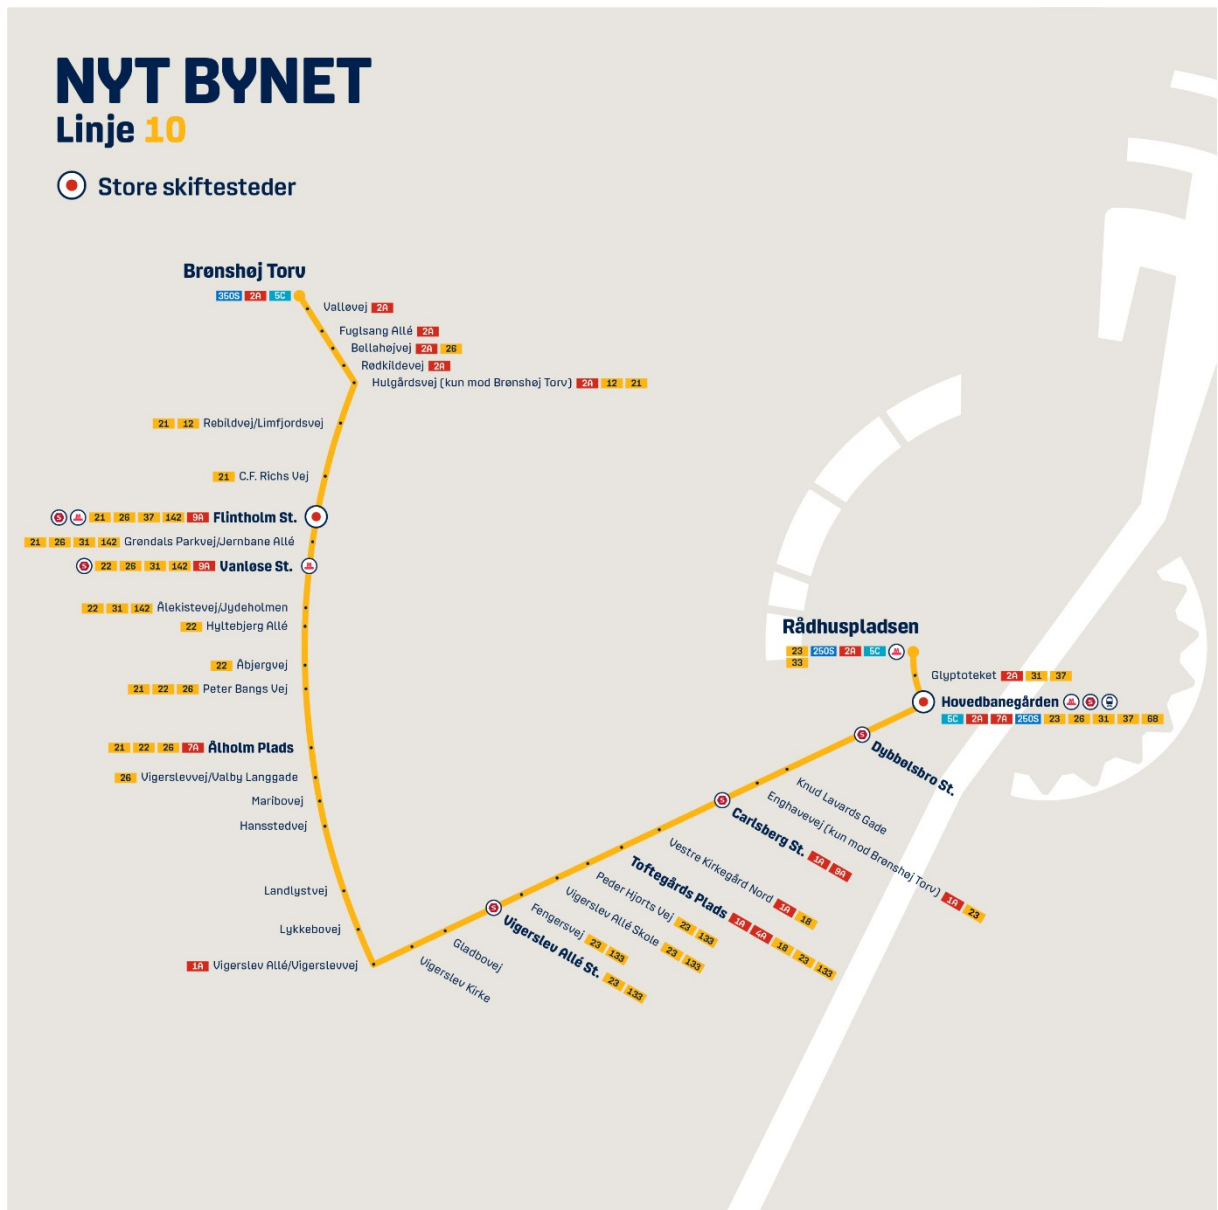 NYT BYNET
Linje 10
Store skiftesteder
Brønshøj Torv
350S 2A 5C
Valløvej 2A
Fuglsang Allé 2A
Bellahøjvej 2A 26
Rødkildevej 2A
Hulgårdsvej (kun mod Brønshøj Torv) 2A 12 21
21 12 Rebildvej/Limfjordsvej
21 C.F. Richs Vej
S M 21 26 37 142 9A Flintholm St.
21 26 31 142 Grøndals Parkvej/Jernbane Allé
S 22 26 31 142 9A Vanløse St. M
22 31 142 Ålekistevej/Jydeholmen
22 Hyltebjerg Allé
22 Åbjergvej
21 22 26 Peter Bangs Vej
21 22 26 7A Ålholm Plads
26 Vigerslevvej/Valby Langgade
Maribovej
Hansstedvej
Landlystvej
Lykkebovej
1A Vigerslev Allé/Vigerslevvej
Vigerslev Kirke
Gladbovej
S Vigerslev Allé St. 23 133
Fengersvej 23 133
Vigerslev Allé Skole 23 133
Peder Hjorts Vej 23 133
Toftegårds Plads 1A 4A 18 23 133
Vestre Kirkegård Nord 1A 18
S Carlsberg St. 1A 9A
Enghavevej (kun mod Brønshøj Torv) 1A 23
Knud Lavards Gade
S Dybbølsbro St.
Hovedbanegården M S
5C 2A 7A 250S 23 26 31 37 68
Glyptoteket 2A 31 37
Rådhuspladsen
23 250S 2A 5C M
33